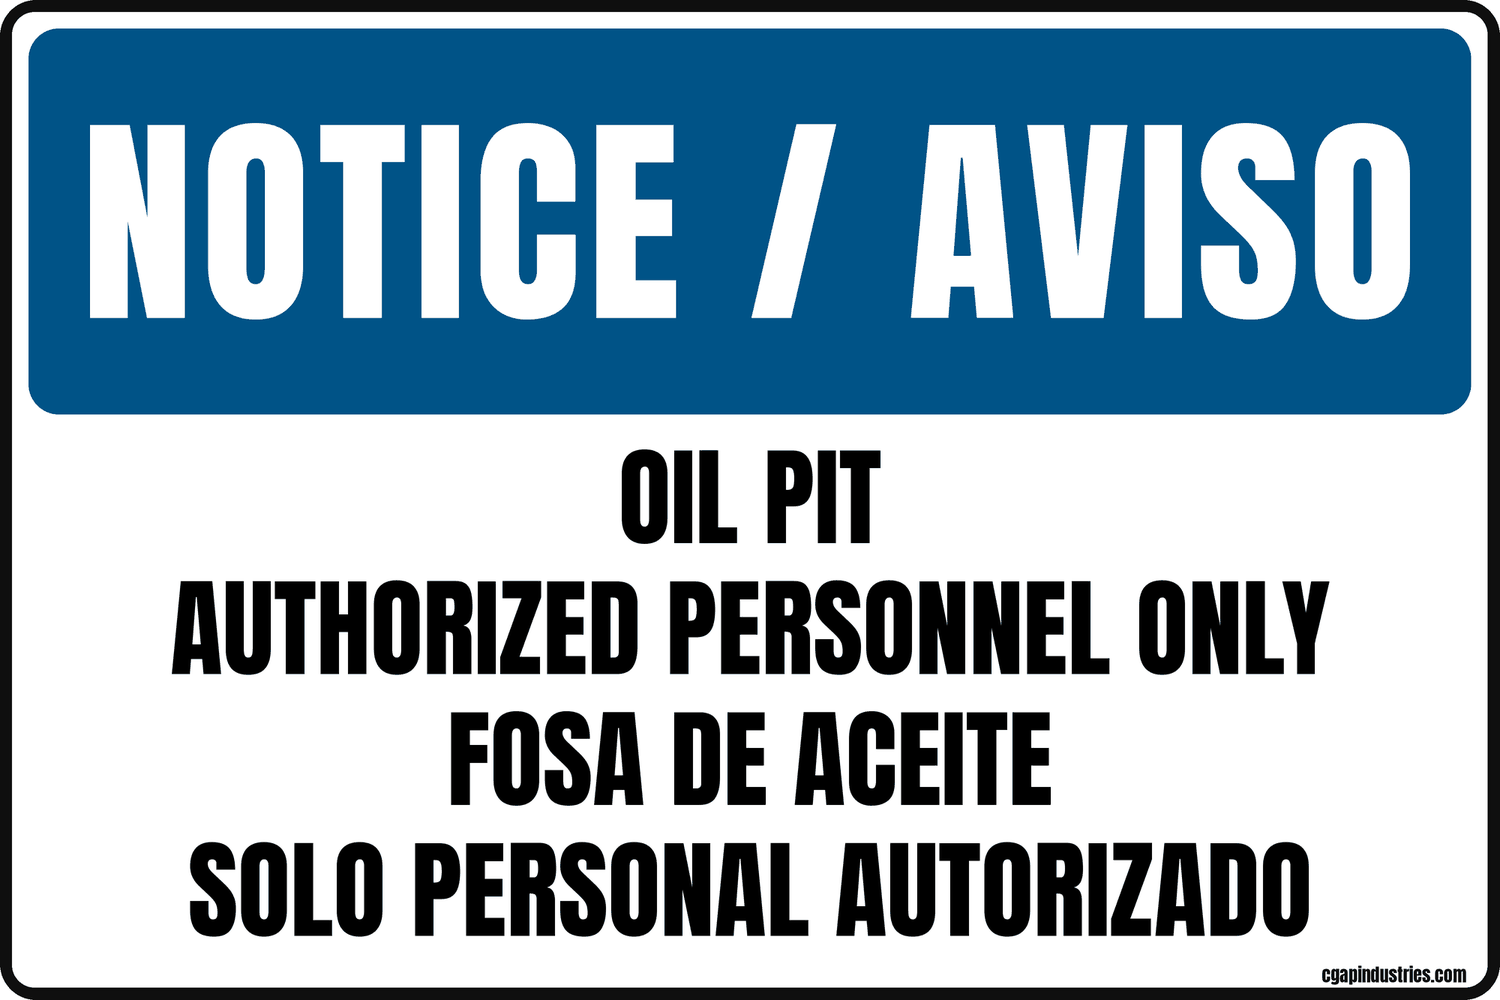 NOTICE / AVISO
OIL PIT
AUTHORIZED PERSONNEL ONLY
FOSA DE ACEITE
SOLO PERSONAL AUTORIZADO
cgapindustries.com